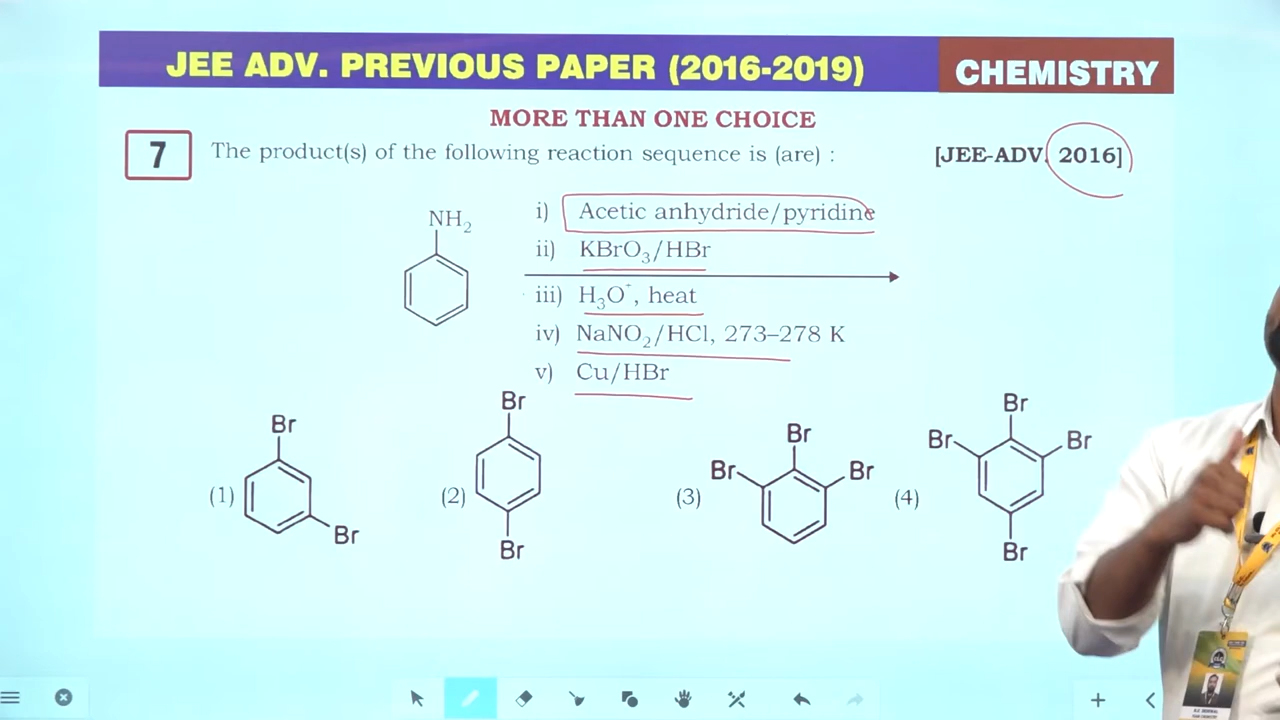 JEE ADV. PREVIOUS PAPER (2016-2019)
CHEMISTRY
MORE THAN ONE CHOICE
7
The product(s) of the following reaction sequence is (are) :
[JEE-ADV. 2016]
NH₂
i) Acetic anhydride/pyridine
ii) KBrO₃/HBr
iii) H₃O⁺, heat
iv) NaNO₂/HCl, 273–278 K
v) Cu/HBr
(1)
Br
Br
(2)
Br
Br
(3)
Br
Br
Br
(4)
Br
Br
Br
Br